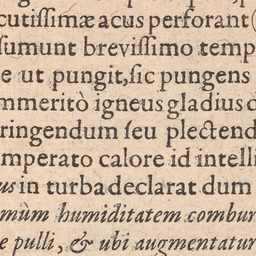 cutiſſimæ acus perforant(
ſumunt breviſſimo temp
e ut pungit, ſic pungens
mmeritò igneus gladius d
ringendum ſeu plectend
mperato calore id intelli
us in turba declarat dum
mùm humiditatem combur
e pulli, & ubi augmentatur